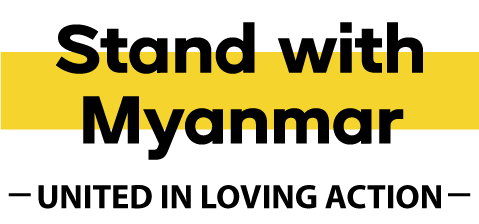 Stand with
Myanmar
— UNITED IN LOVING ACTION —